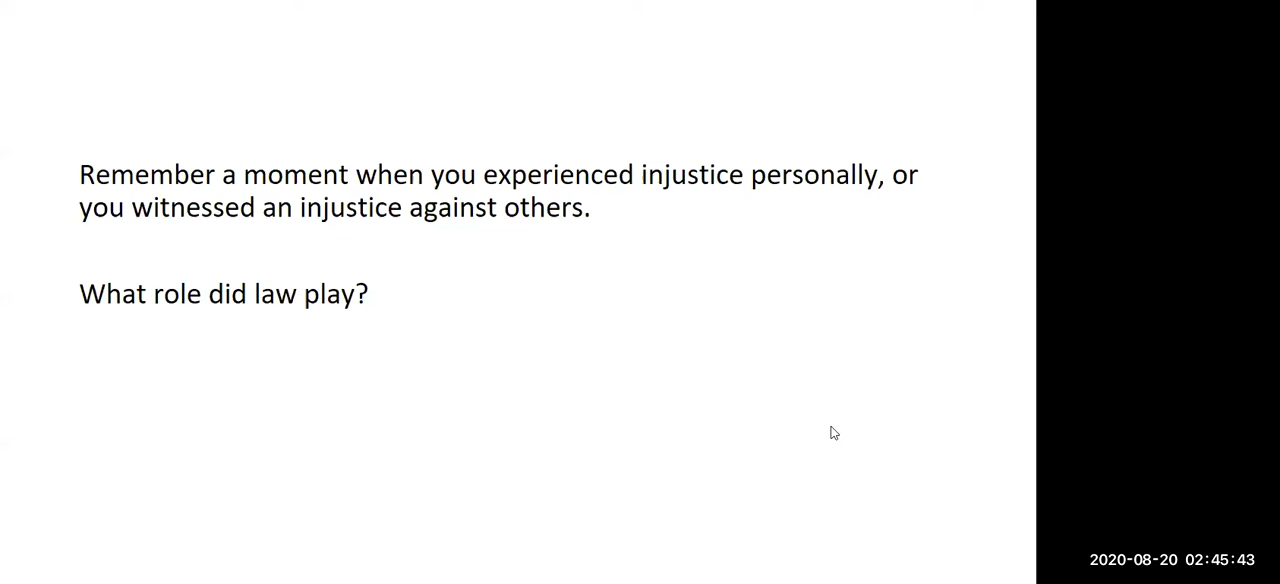 Remember a moment when you experienced injustice personally, or
you witnessed an injustice against others.
What role did law play?
2020-08-20 02:45:43